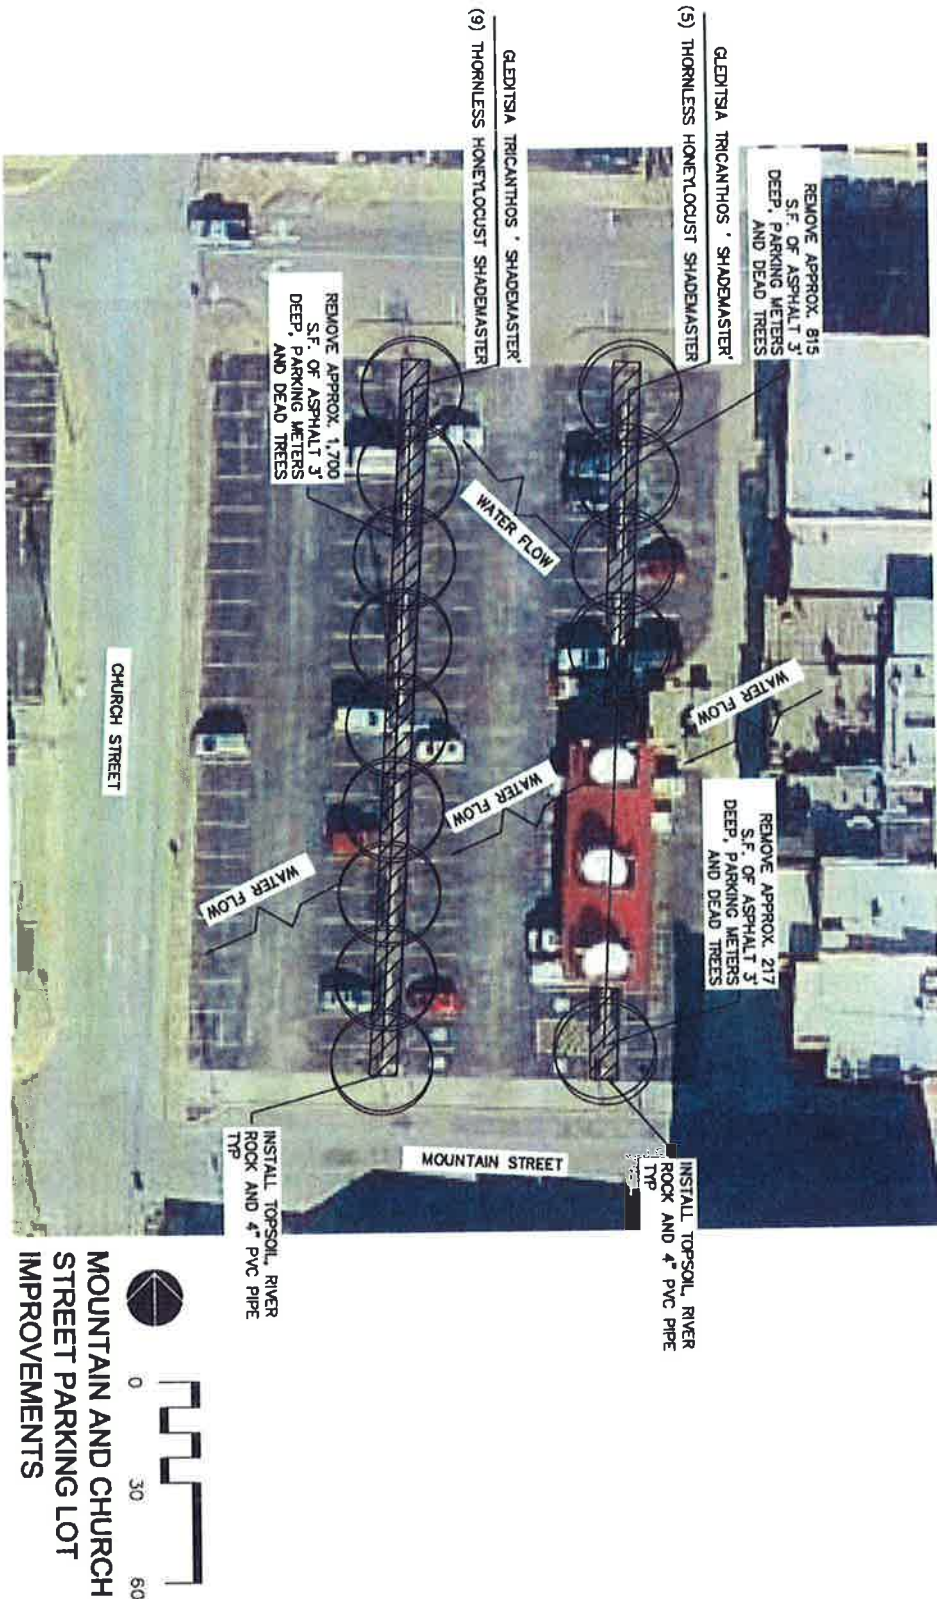 GLEDITSIA TRICANTHOS ' SHADEMASTER'
(5) THORNLESS HONEYLOCUST SHADEMASTER
GLEDITSIA TRICANTHOS ' SHADEMASTER'
(9) THORNLESS HONEYLOCUST SHADEMASTER
REMOVE APPROX. 815
S.F. OF ASPHALT 3'
DEEP, PARKING METERS
AND DEAD TREES
REMOVE APPROX. 1,700
S.F. OF ASPHALT 3'
DEEP, PARKING METERS
AND DEAD TREES
WATER FLOW
WATER FLOW
WATER FLOW
WATER FLOW
REMOVE APPROX. 217
S.F. OF ASPHALT 3'
DEEP, PARKING METERS
AND DEAD TREES
CHURCH STREET
MOUNTAIN STREET
INSTALL TOPSOIL, RIVER
ROCK AND 4" PVC PIPE
TYP
INSTALL TOPSOIL, RIVER
ROCK AND 4" PVC PIPE
TYP
0 30 60
MOUNTAIN AND CHURCH
STREET PARKING LOT
IMPROVEMENTS